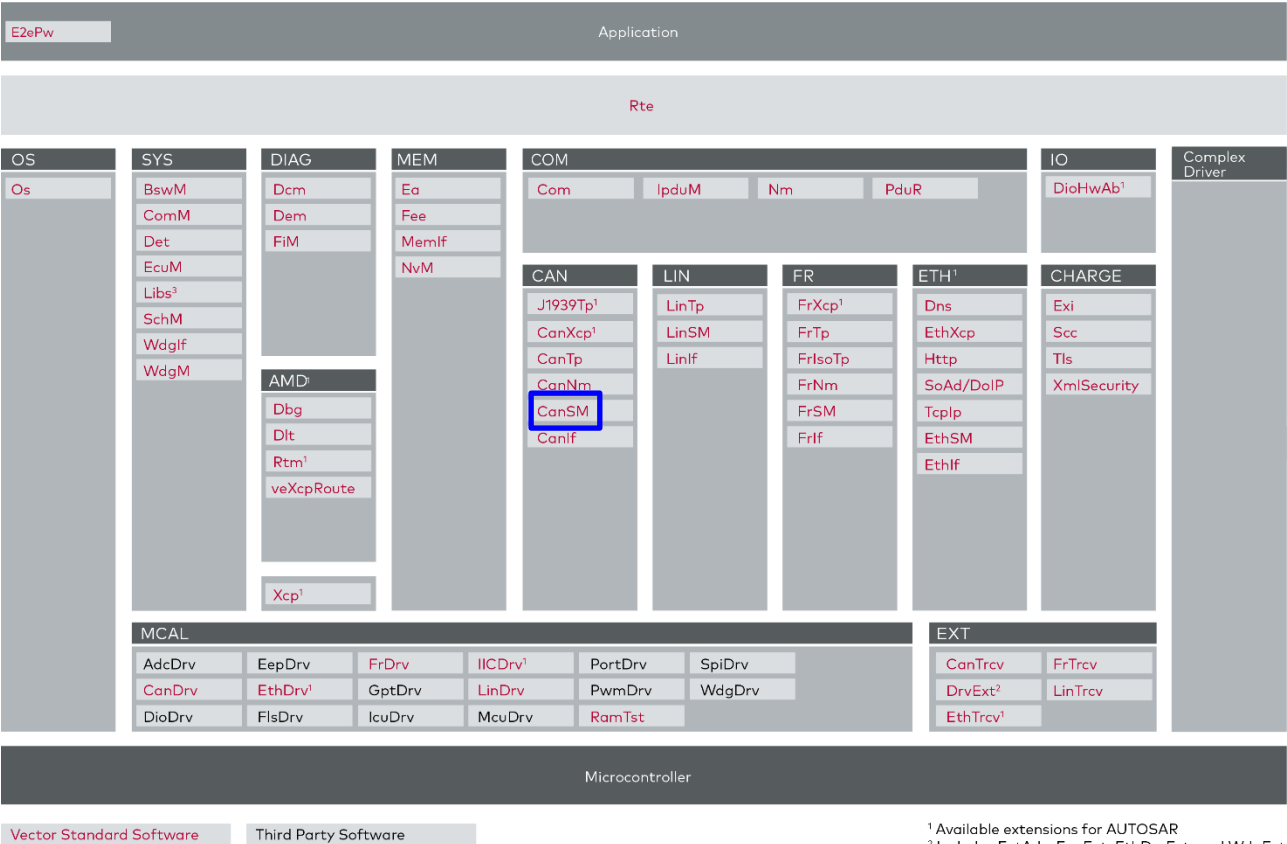 E2ePw
Application
Rte
OS
Os
SYS
BswM
ComM
Det
EcuM
Libs³
SchM
WdgIf
WdgM
DIAG
Dcm
Dem
FiM
AMD¹
Dbg
Dlt
Rtm¹
veXcpRoute
Xcp¹
MEM
Ea
Fee
MemIf
NvM
COM
Com IpduM Nm PduR
CAN
J1939Tp¹
CanXcp¹
CanTp
CanNm
CanSM
CanIf
LIN
LinTp
LinSM
LinIf
FR
FrXcp¹
FrTp
FrIsoTp
FrNm
FrSM
FrIf
ETH¹
Dns
EthXcp
Http
SoAd/DoIP
TcpIp
EthSM
EthIf
IO
DioHwAb¹
CHARGE
Exi
Scc
Tls
XmlSecurity
Complex
Driver
MCAL
AdcDrv EepDrv FrDrv IICDrv¹ PortDrv SpiDrv
CanDrv EthDrv¹ GptDrv LinDrv PwmDrv WdgDrv
DioDrv FlsDrv IcuDrv McuDrv RamTst
EXT
CanTrcv FrTrcv
DrvExt² LinTrcv
EthTrcv¹
Microcontroller
Vector Standard Software Third Party Software
¹ Available extensions for AUTOSAR